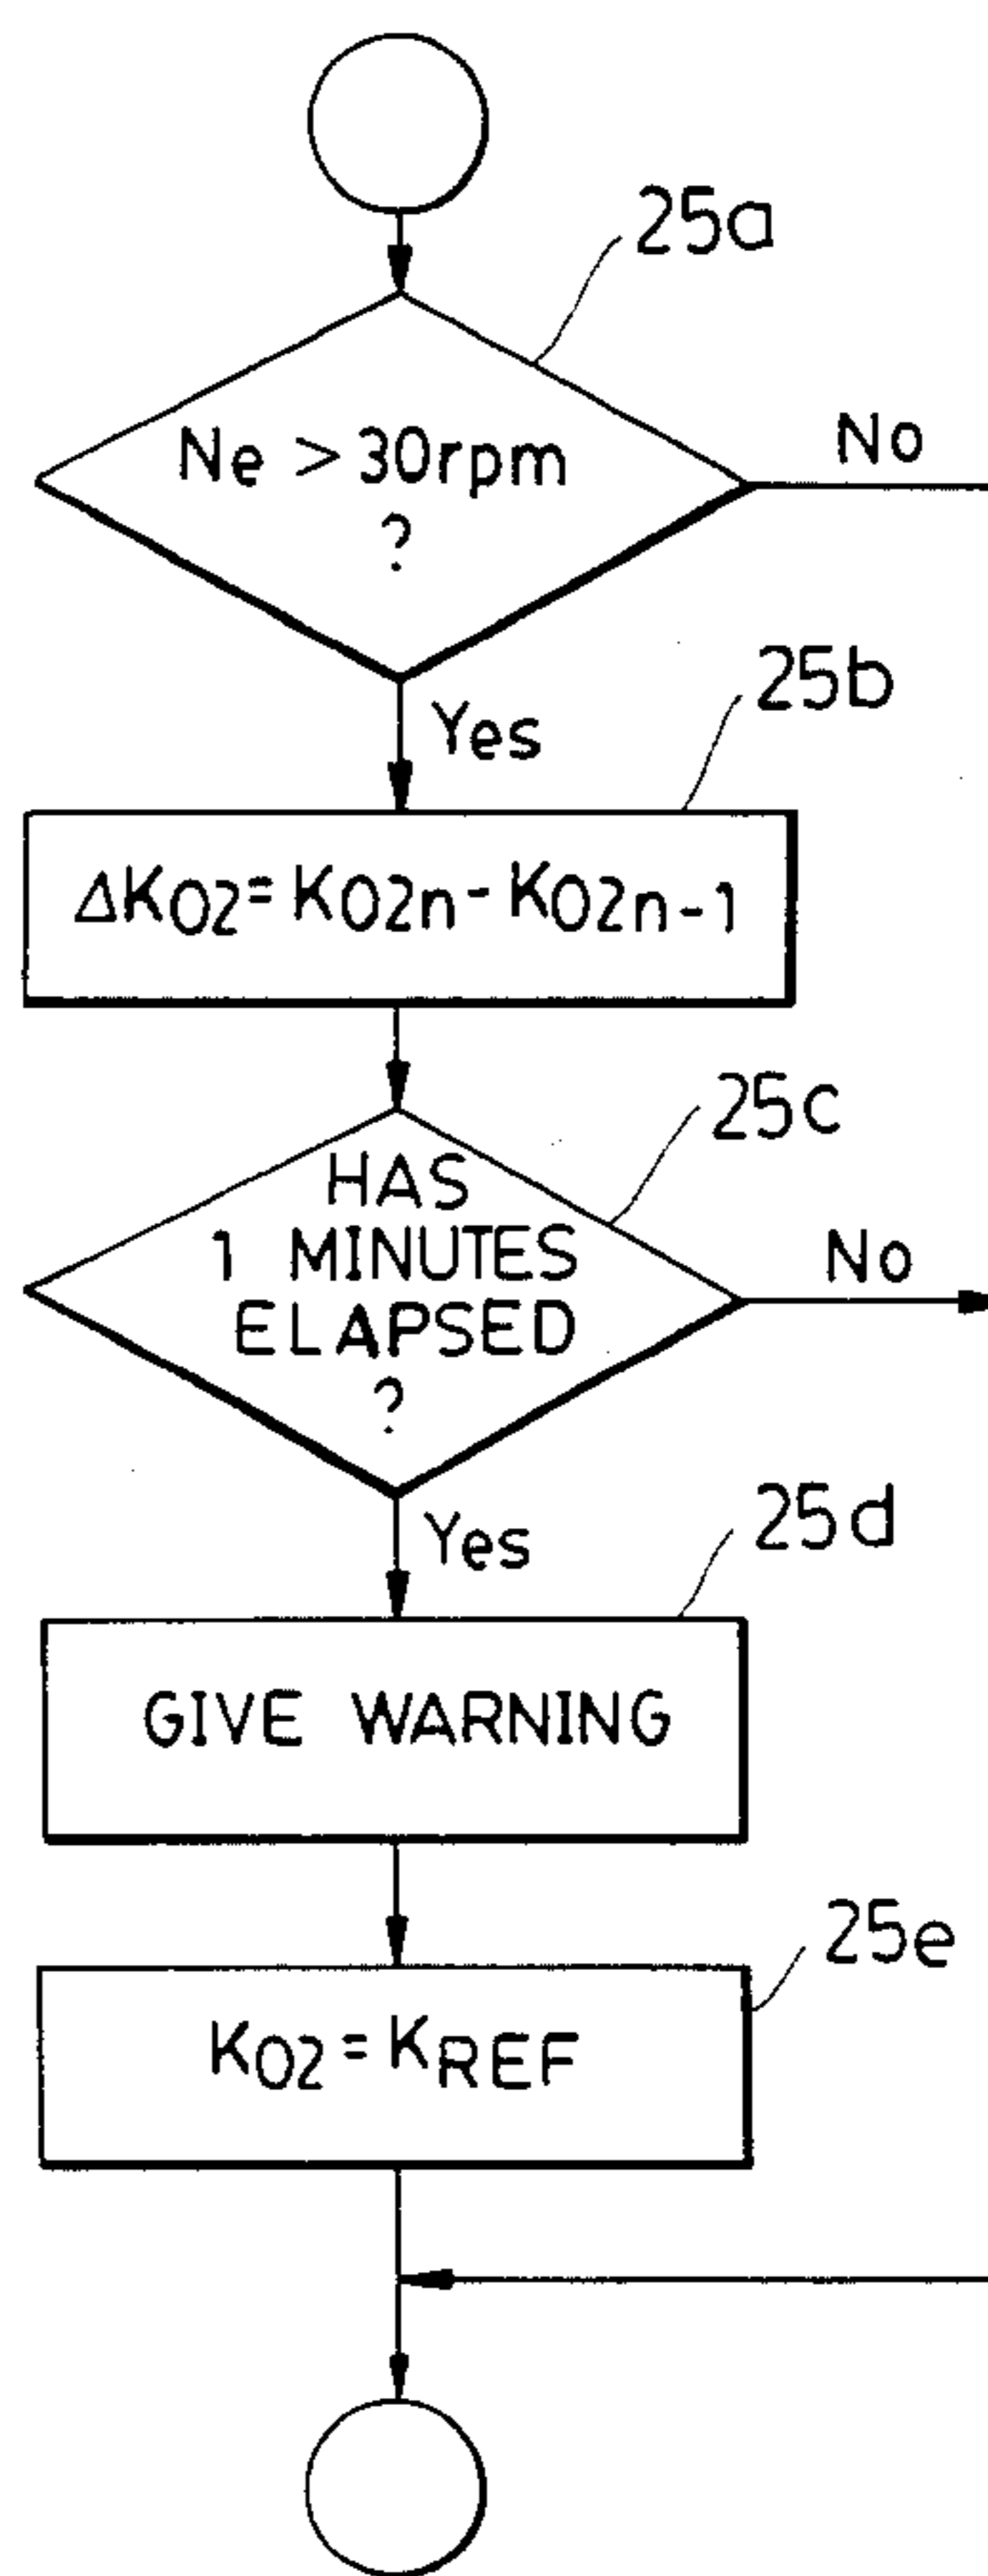 25a
Ne > 30rpm
?
No
Yes
25b
ΔKO2 = KO2n - KO2n-1
25c
HAS
1 MINUTES
ELAPSED
?
No
Yes
25d
GIVE WARNING
25e
KO2 = KREF